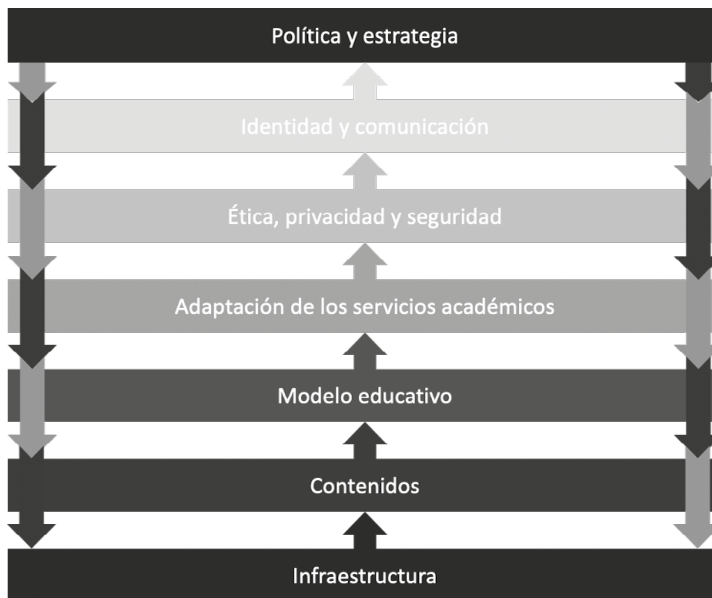 Política y estrategia
Identidad y comunicación
Ética, privacidad y seguridad
Adaptación de los servicios académicos
Modelo educativo
Contenidos
Infraestructura